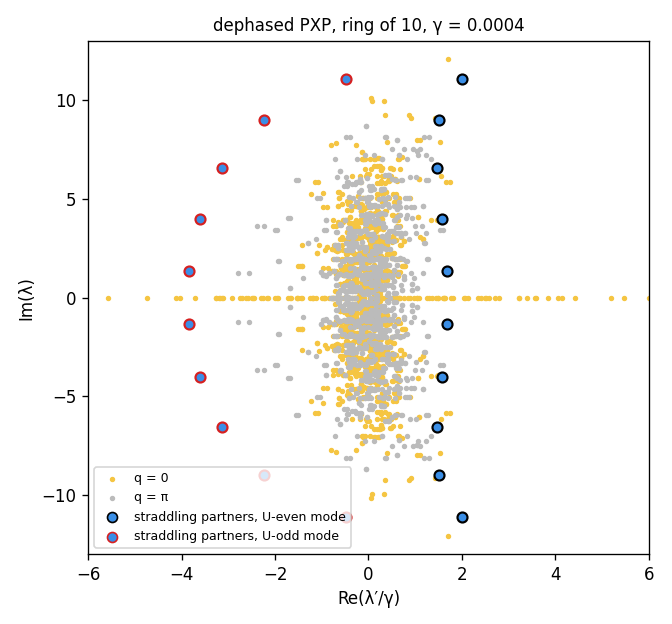 dephased PXP, ring of 10, γ = 0.0004
10
5
0
−5
−10
Im(λ)
q = 0
q = π
straddling partners, U-even mode
straddling partners, U-odd mode
−6 −4 −2 0 2 4 6
Re(λ′/γ)